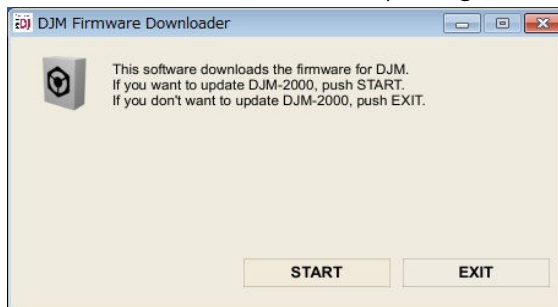 DJM Firmware Downloader
This software downloads the firmware for DJM.
If you want to update DJM-2000, push START.
If you don't want to update DJM-2000, push EXIT.
START
EXIT